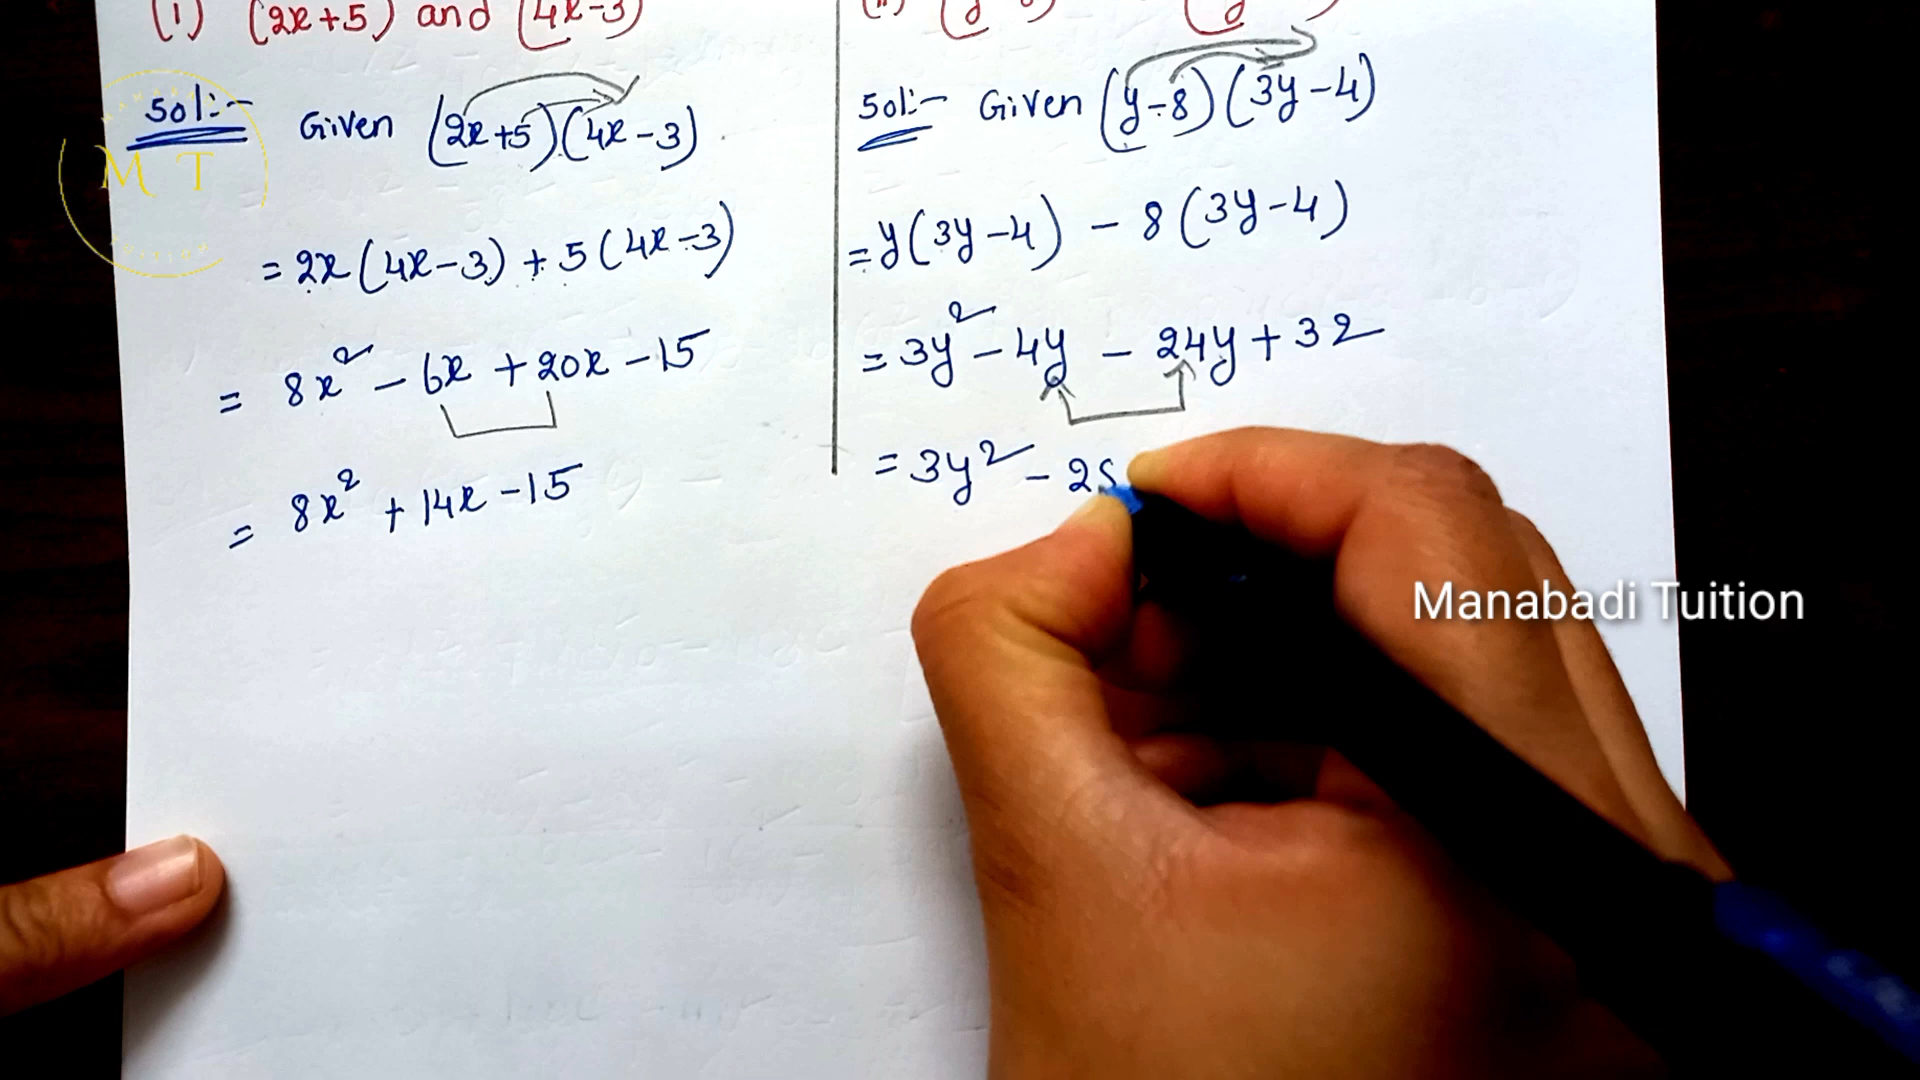 (i) (2x+5) and (4x-3)
Sol:- Given (2x+5)(4x-3)
= 2x(4x-3) + 5(4x-3)
= 8x² - 6x + 20x - 15
= 8x² + 14x - 15
(ii)
Sol:- Given (y-8)(3y-4)
= y(3y-4) - 8(3y-4)
= 3y² - 4y - 24y + 32
= 3y² - 2
M T
Manabadi Tuition